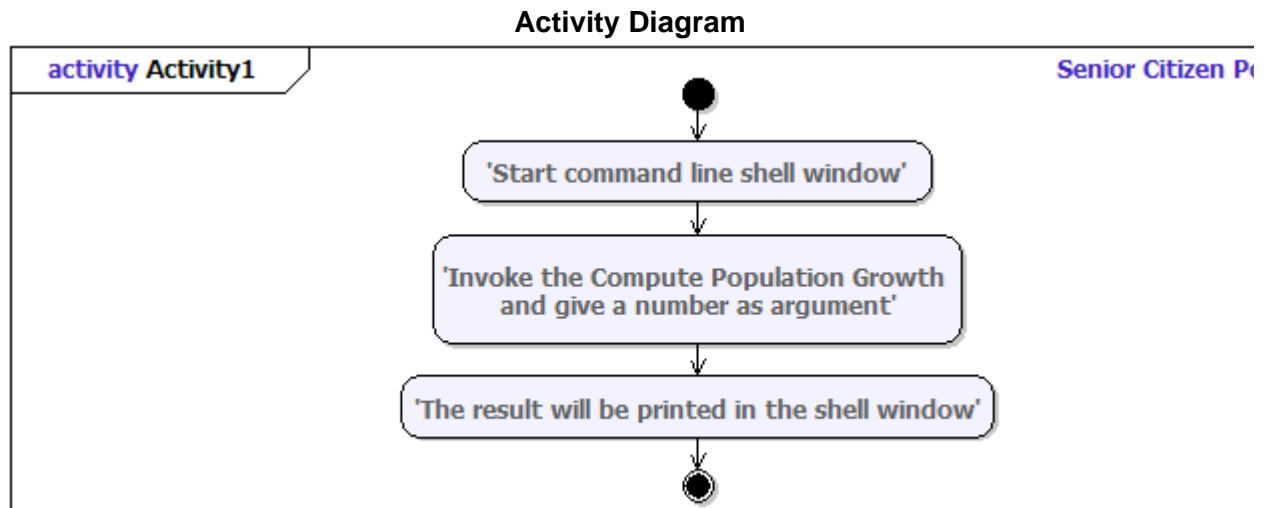 Activity Diagram
activity Activity1
Senior Citizen
'Start command line shell window'
'Invoke the Compute Population Growth
and give a number as argument'
'The result will be printed in the shell window'